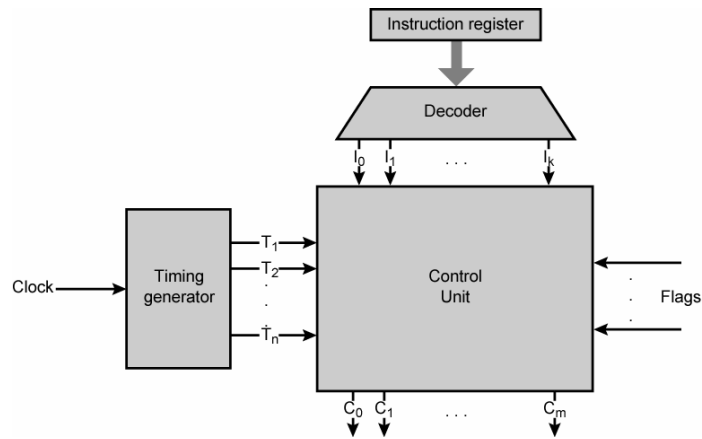 Instruction register
Decoder
I0 I1 . . . Ik
Clock
Timing
generator
T1
T2
.
.
Tn
Control
Unit
.
.
.
Flags
C0 C1 . . . Cm